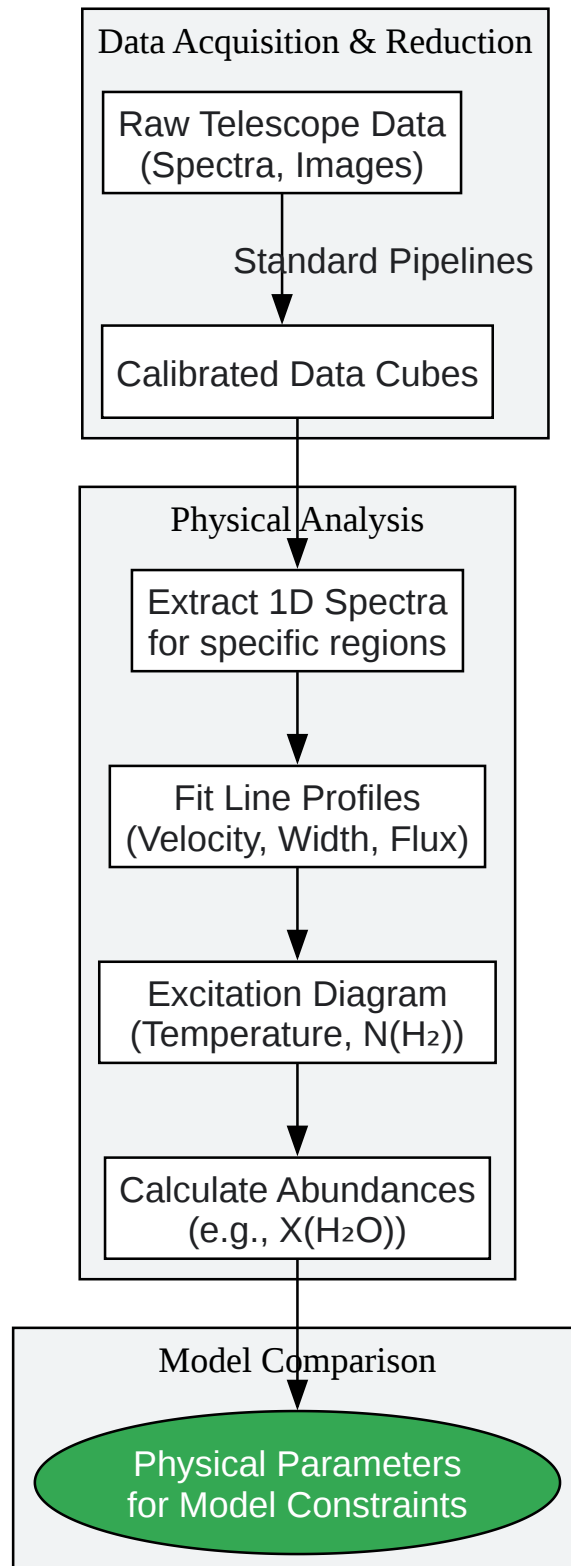 Data Acquisition & Reduction
Raw Telescope Data
(Spectra, Images)
Standard Pipelines
Calibrated Data Cubes
Physical Analysis
Extract 1D Spectra
for specific regions
Fit Line Profiles
(Velocity, Width, Flux)
Excitation Diagram
(Temperature, N(H₂))
Calculate Abundances
(e.g., X(H₂O))
Model Comparison
Physical Parameters
for Model Constraints